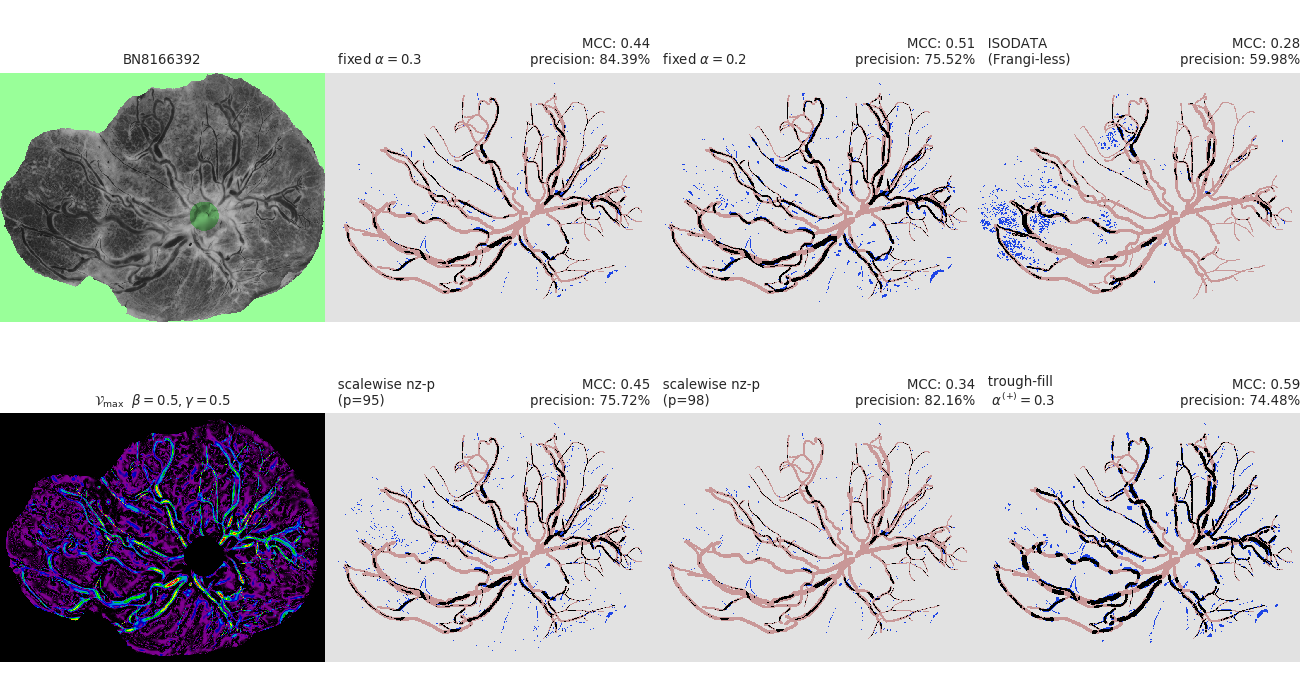 BN8166392
fixed α = 0.3
MCC: 0.44
precision: 84.39%
fixed α = 0.2
MCC: 0.51
precision: 75.52%
ISODATA
(Frangi-less)
MCC: 0.28
precision: 59.98%
𝒱max β = 0.5, γ = 0.5
scalewise nz-p
(p=95)
MCC: 0.45
precision: 75.72%
scalewise nz-p
(p=98)
MCC: 0.34
precision: 82.16%
trough-fill
α(+) = 0.3
MCC: 0.59
precision: 74.48%